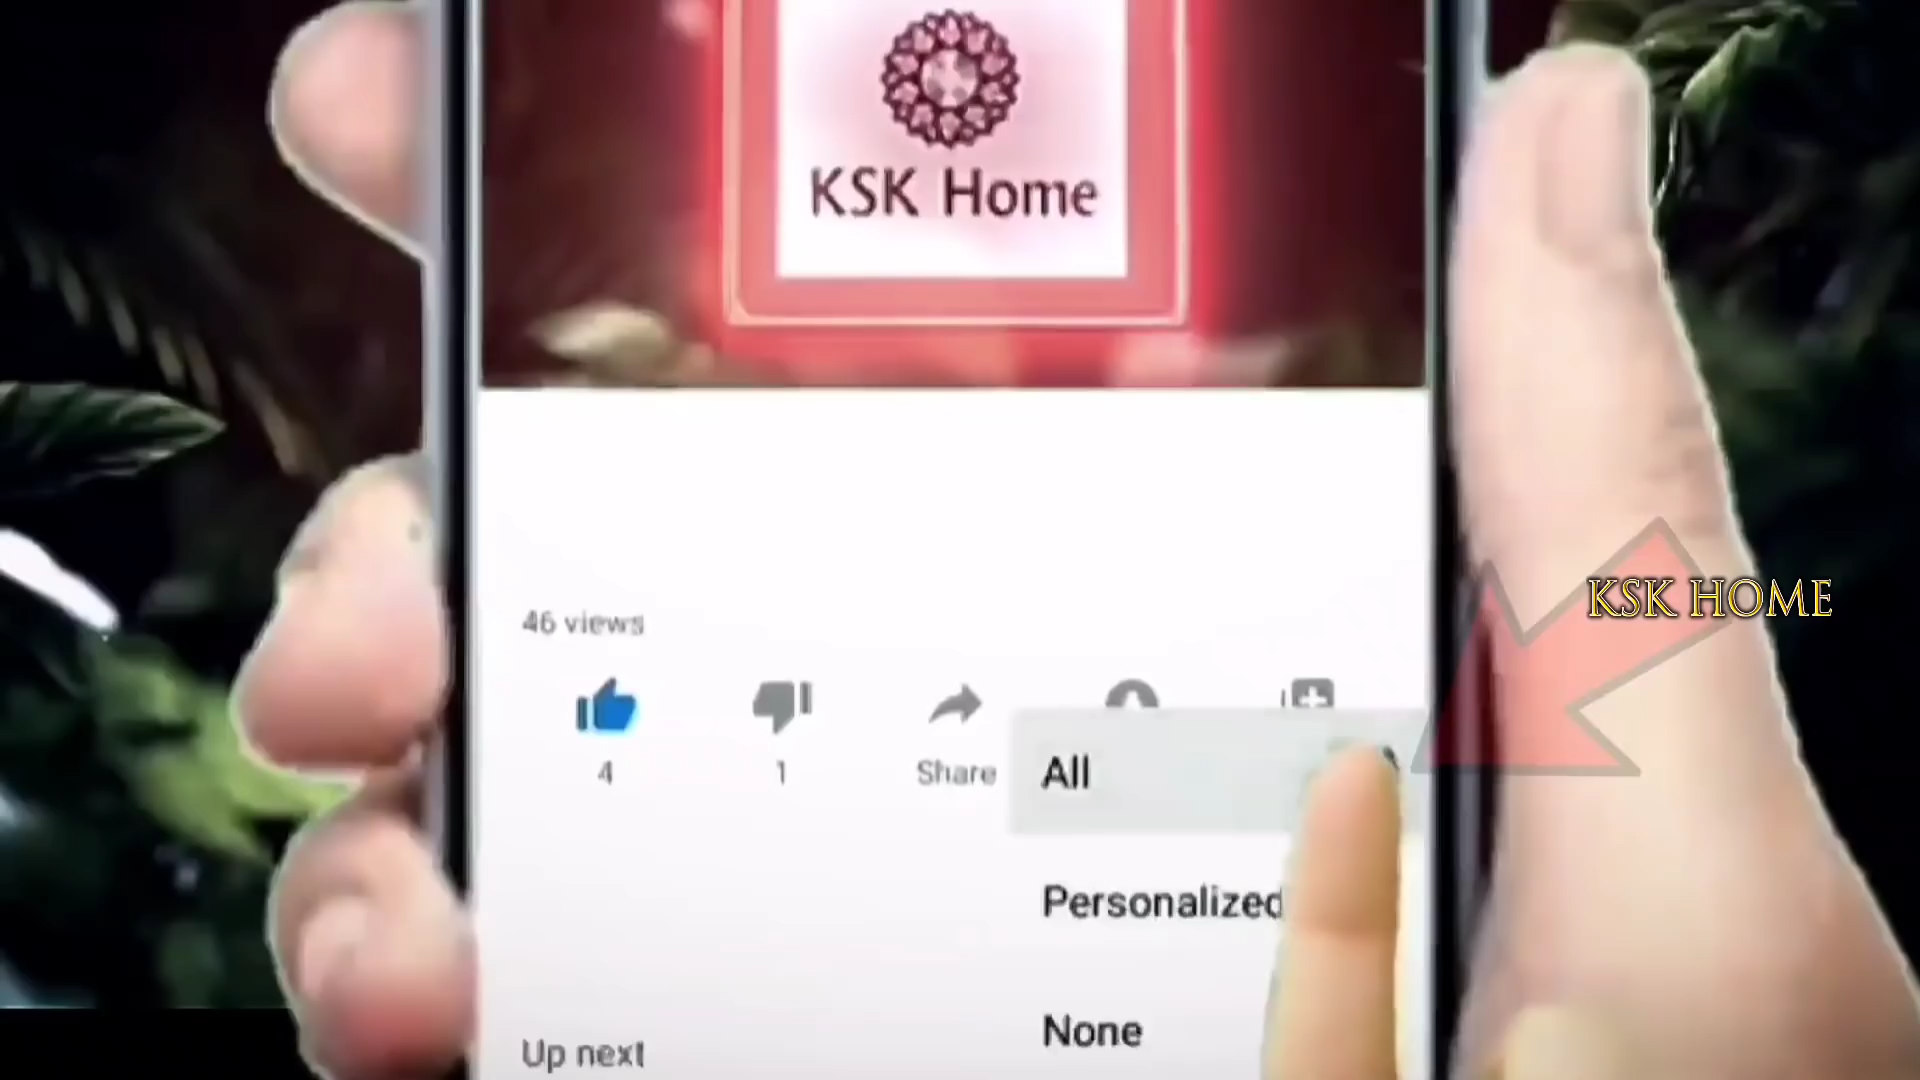 KSK Home
46 views
4
1
Share
All
Personalized
None
Up next
KSK HOME